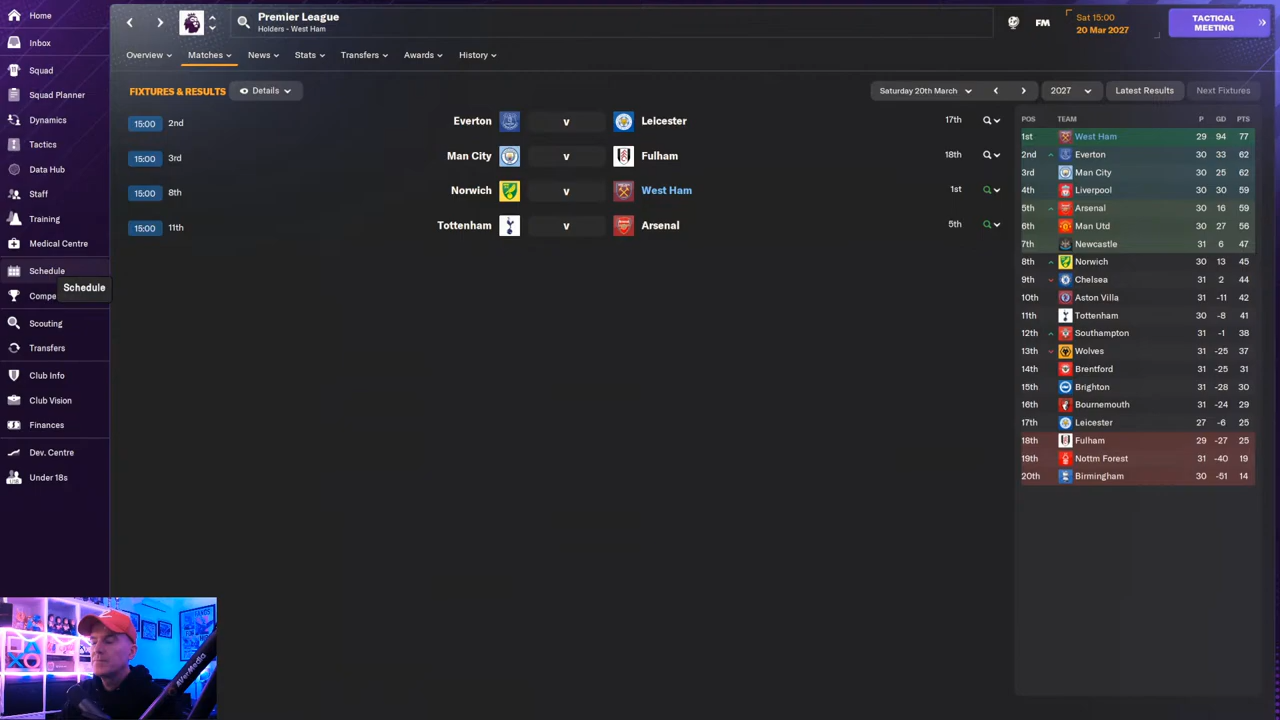 Home
Inbox
Squad
Squad Planner
Dynamics
Tactics
Data Hub
Staff
Training
Medical Centre
Schedule
Compe
Schedule
Scouting
Transfers
Club Info
Club Vision
Finances
Dev. Centre
Under 18s
Premier League
Holders - West Ham
FM
Sat 15:00
20 Mar 2027
TACTICAL MEETING
Overview Matches News Stats Transfers Awards History
FIXTURES & RESULTS Details Saturday 20th March 2027 Latest Results Next Fixtures
15:00 2nd Everton v Leicester 17th
15:00 3rd Man City v Fulham 18th
15:00 8th Norwich v West Ham 1st
15:00 11th Tottenham v Arsenal 5th
POS TEAM P GD PTS
1st West Ham 29 94 77
2nd Everton 30 33 62
3rd Man City 30 25 62
4th Liverpool 30 30 59
5th Arsenal 30 16 59
6th Man Utd 30 27 56
7th Newcastle 31 6 47
8th Norwich 30 13 45
9th Chelsea 31 2 44
10th Aston Villa 31 -11 42
11th Tottenham 30 -8 41
12th Southampton 31 -1 38
13th Wolves 31 -25 37
14th Brentford 31 -25 31
15th Brighton 31 -28 30
16th Bournemouth 31 -24 29
17th Leicester 27 -6 25
18th Fulham 29 -27 25
19th Nottm Forest 31 -40 19
20th Birmingham 30 -51 14
AVerMedia